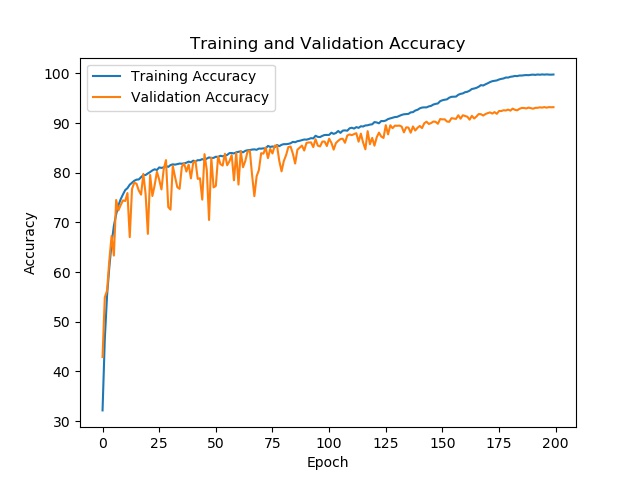 Training and Validation Accuracy
Training Accuracy
Validation Accuracy
Accuracy
100
90
80
70
60
50
40
30
0 25 50 75 100 125 150 175 200
Epoch